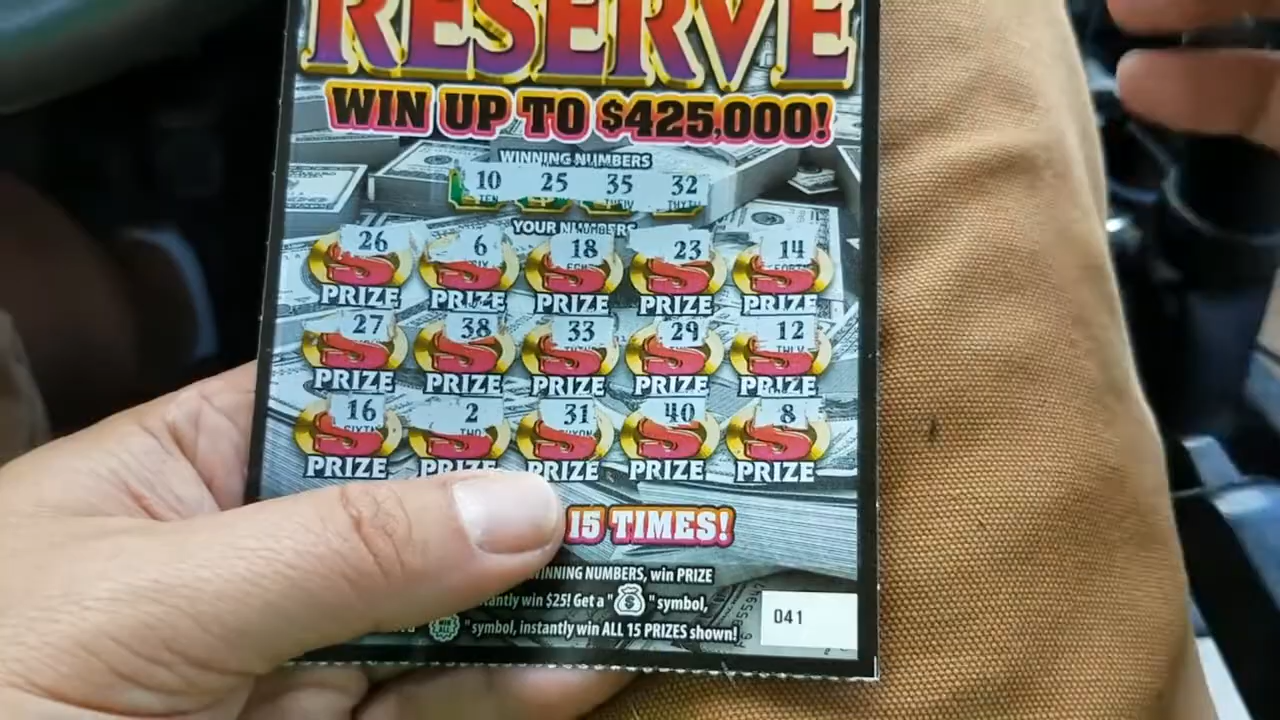 RESERVE
WIN UP TO $425,000!
WINNING NUMBERS
10 25 35 32
TEN
YOUR NUMBERS
26 6 18 23 14
SIX
PRIZE PRIZE PRIZE PRIZE PRIZE
27 38 33 29 12
PRIZE PRIZE PRIZE PRIZE PRIZE
16 2 31 40 8
PRIZE PRIZE PRIZE PRIZE PRIZE
15 TIMES!
WINNING NUMBERS, win PRIZE
win $25! Get a " " symbol,
" symbol, instantly win ALL 15 PRIZES shown!
041